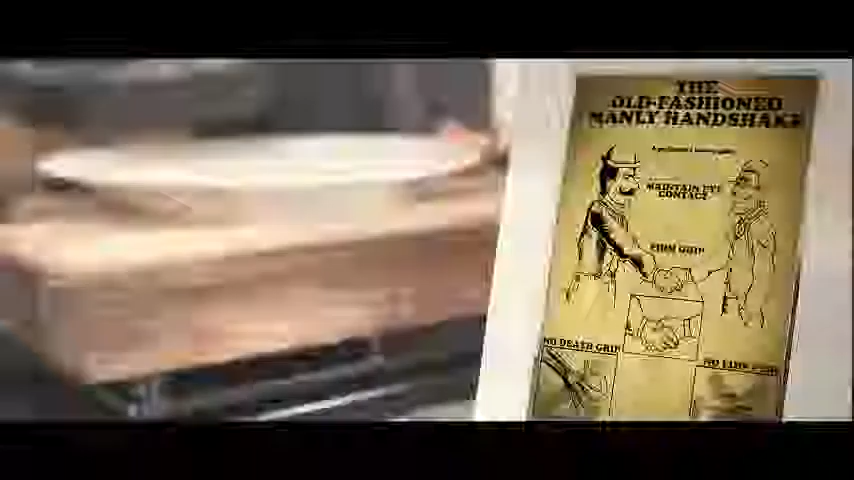 THE
OLD-FASHIONED
MANLY HANDSHAKE
MAINTAIN EYE
CONTACT
FIRM GRIP
NO DEATH GRIP